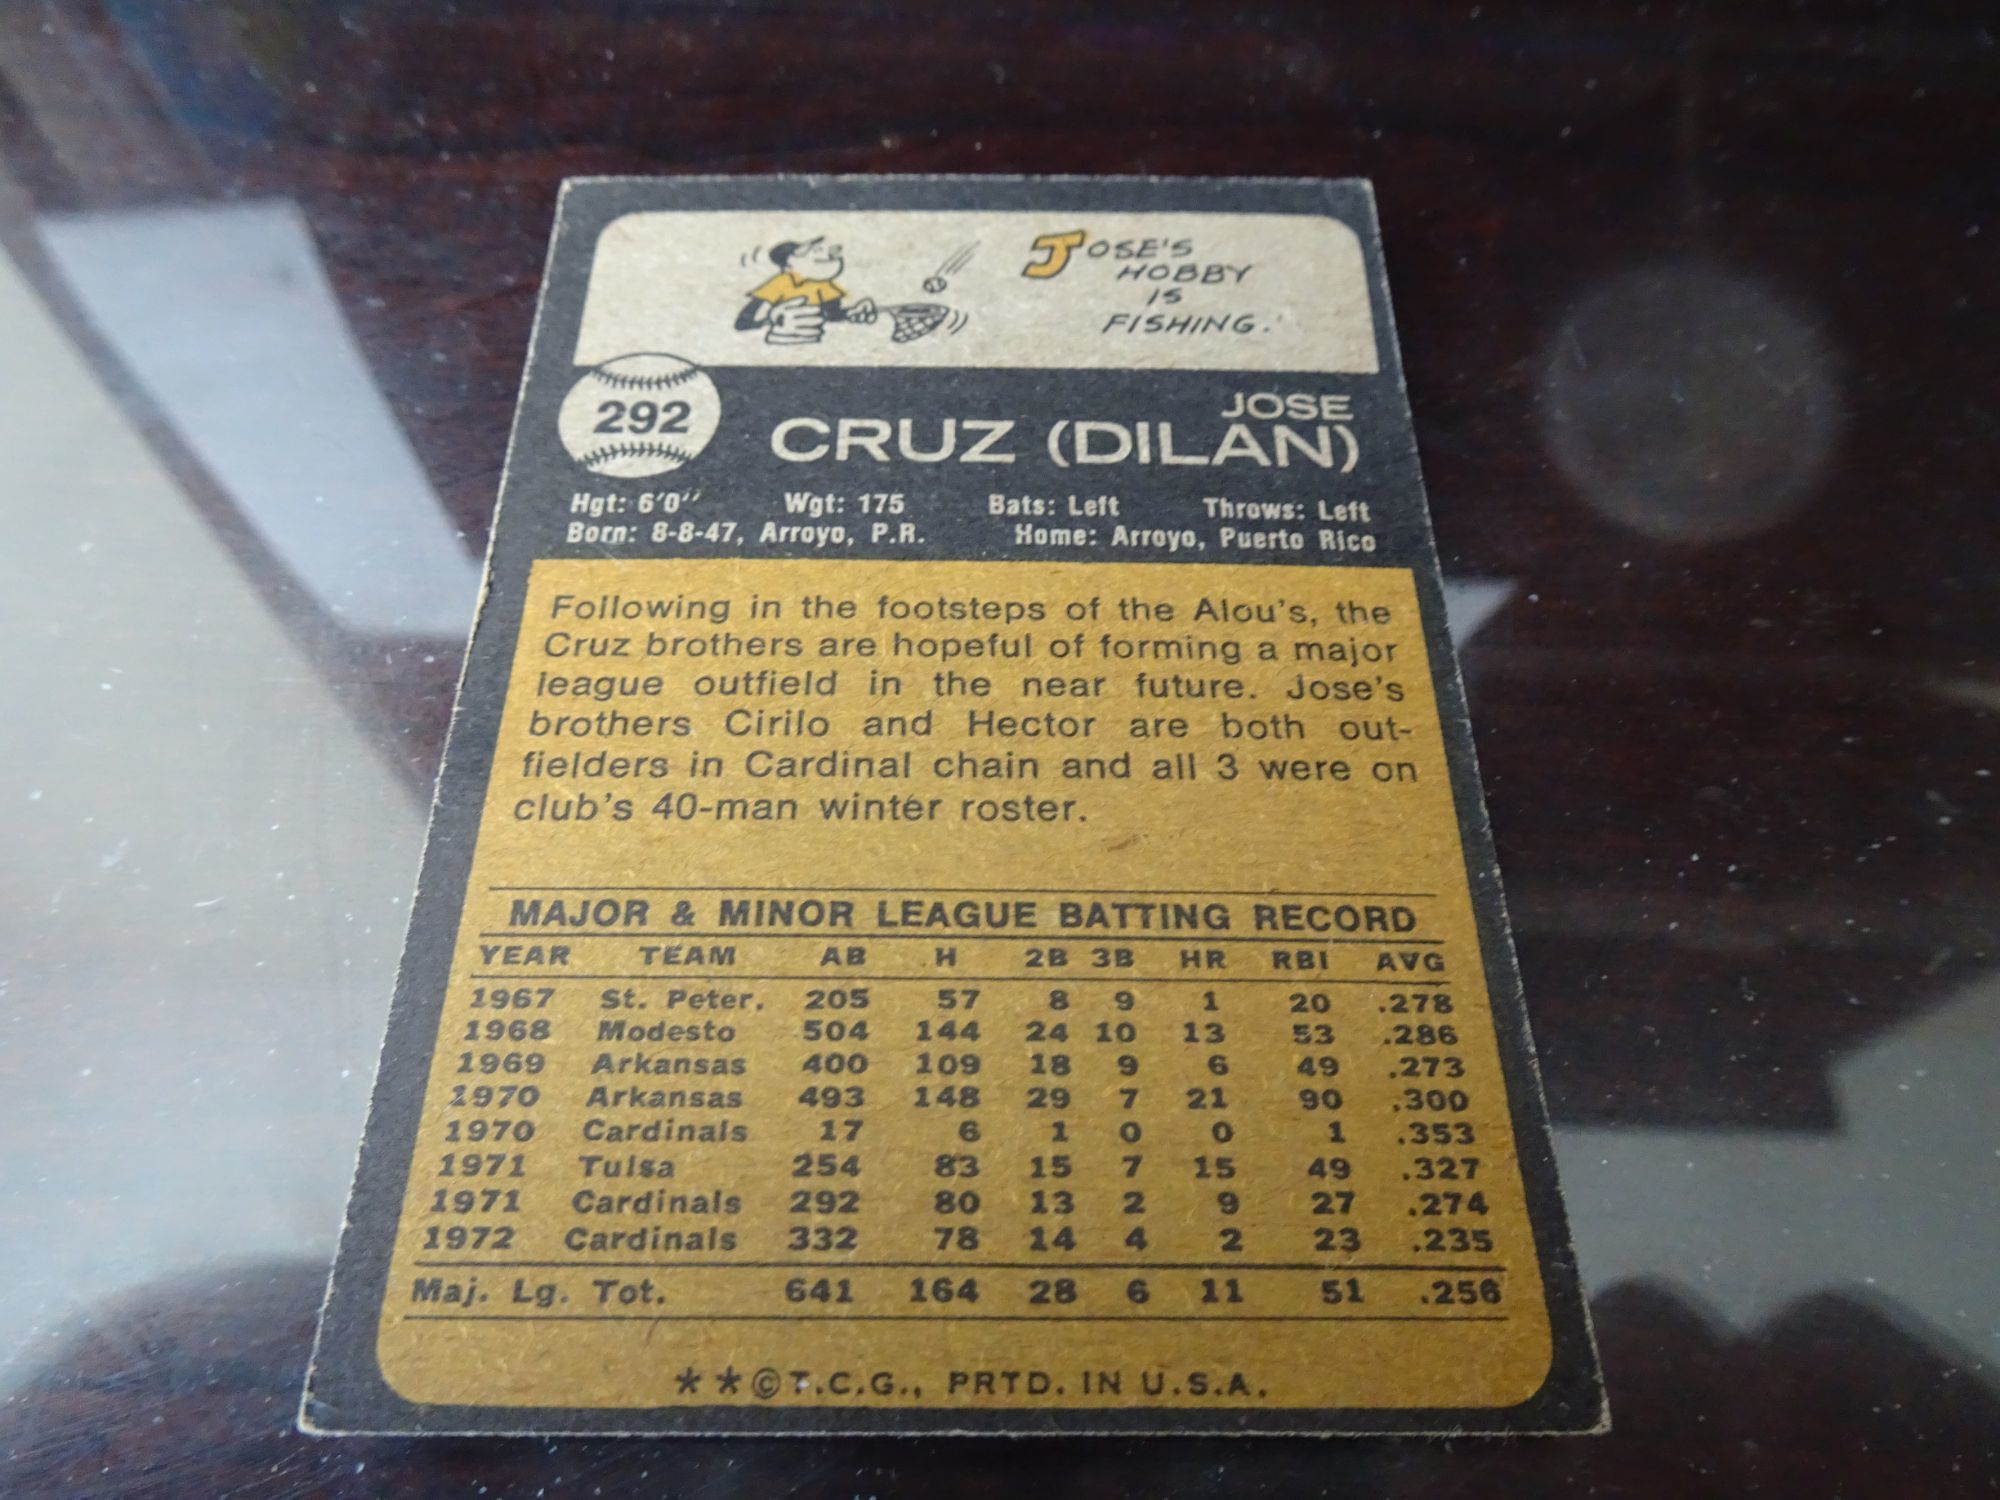 JOSE'S
HOBBY
IS
FISHING.
292
JOSE
CRUZ (DILAN)
Hgt: 6'0" Wgt: 175 Bats: Left Throws: Left
Born: 8-8-47, Arroyo, P.R. Home: Arroyo, Puerto Rico
Following in the footsteps of the Alou's, the
Cruz brothers are hopeful of forming a major
league outfield in the near future. Jose's
brothers Cirilo and Hector are both out-
fielders in Cardinal chain and all 3 were on
club's 40-man winter roster.
MAJOR & MINOR LEAGUE BATTING RECORD
YEAR TEAM AB H 2B 3B HR RBI AVG
1967 St. Peter. 205 57 8 9 1 20 .278
1968 Modesto 504 144 24 10 13 53 .286
1969 Arkansas 400 109 18 9 6 49 .273
1970 Arkansas 493 148 29 7 21 90 .300
1970 Cardinals 17 6 1 0 0 1 .353
1971 Tulsa 254 83 15 7 15 49 .327
1971 Cardinals 292 80 13 2 9 27 .274
1972 Cardinals 332 78 14 4 2 23 .235
Maj. Lg. Tot. 641 164 28 6 11 51 .256
**©T.C.G., PRTD. IN U.S.A.